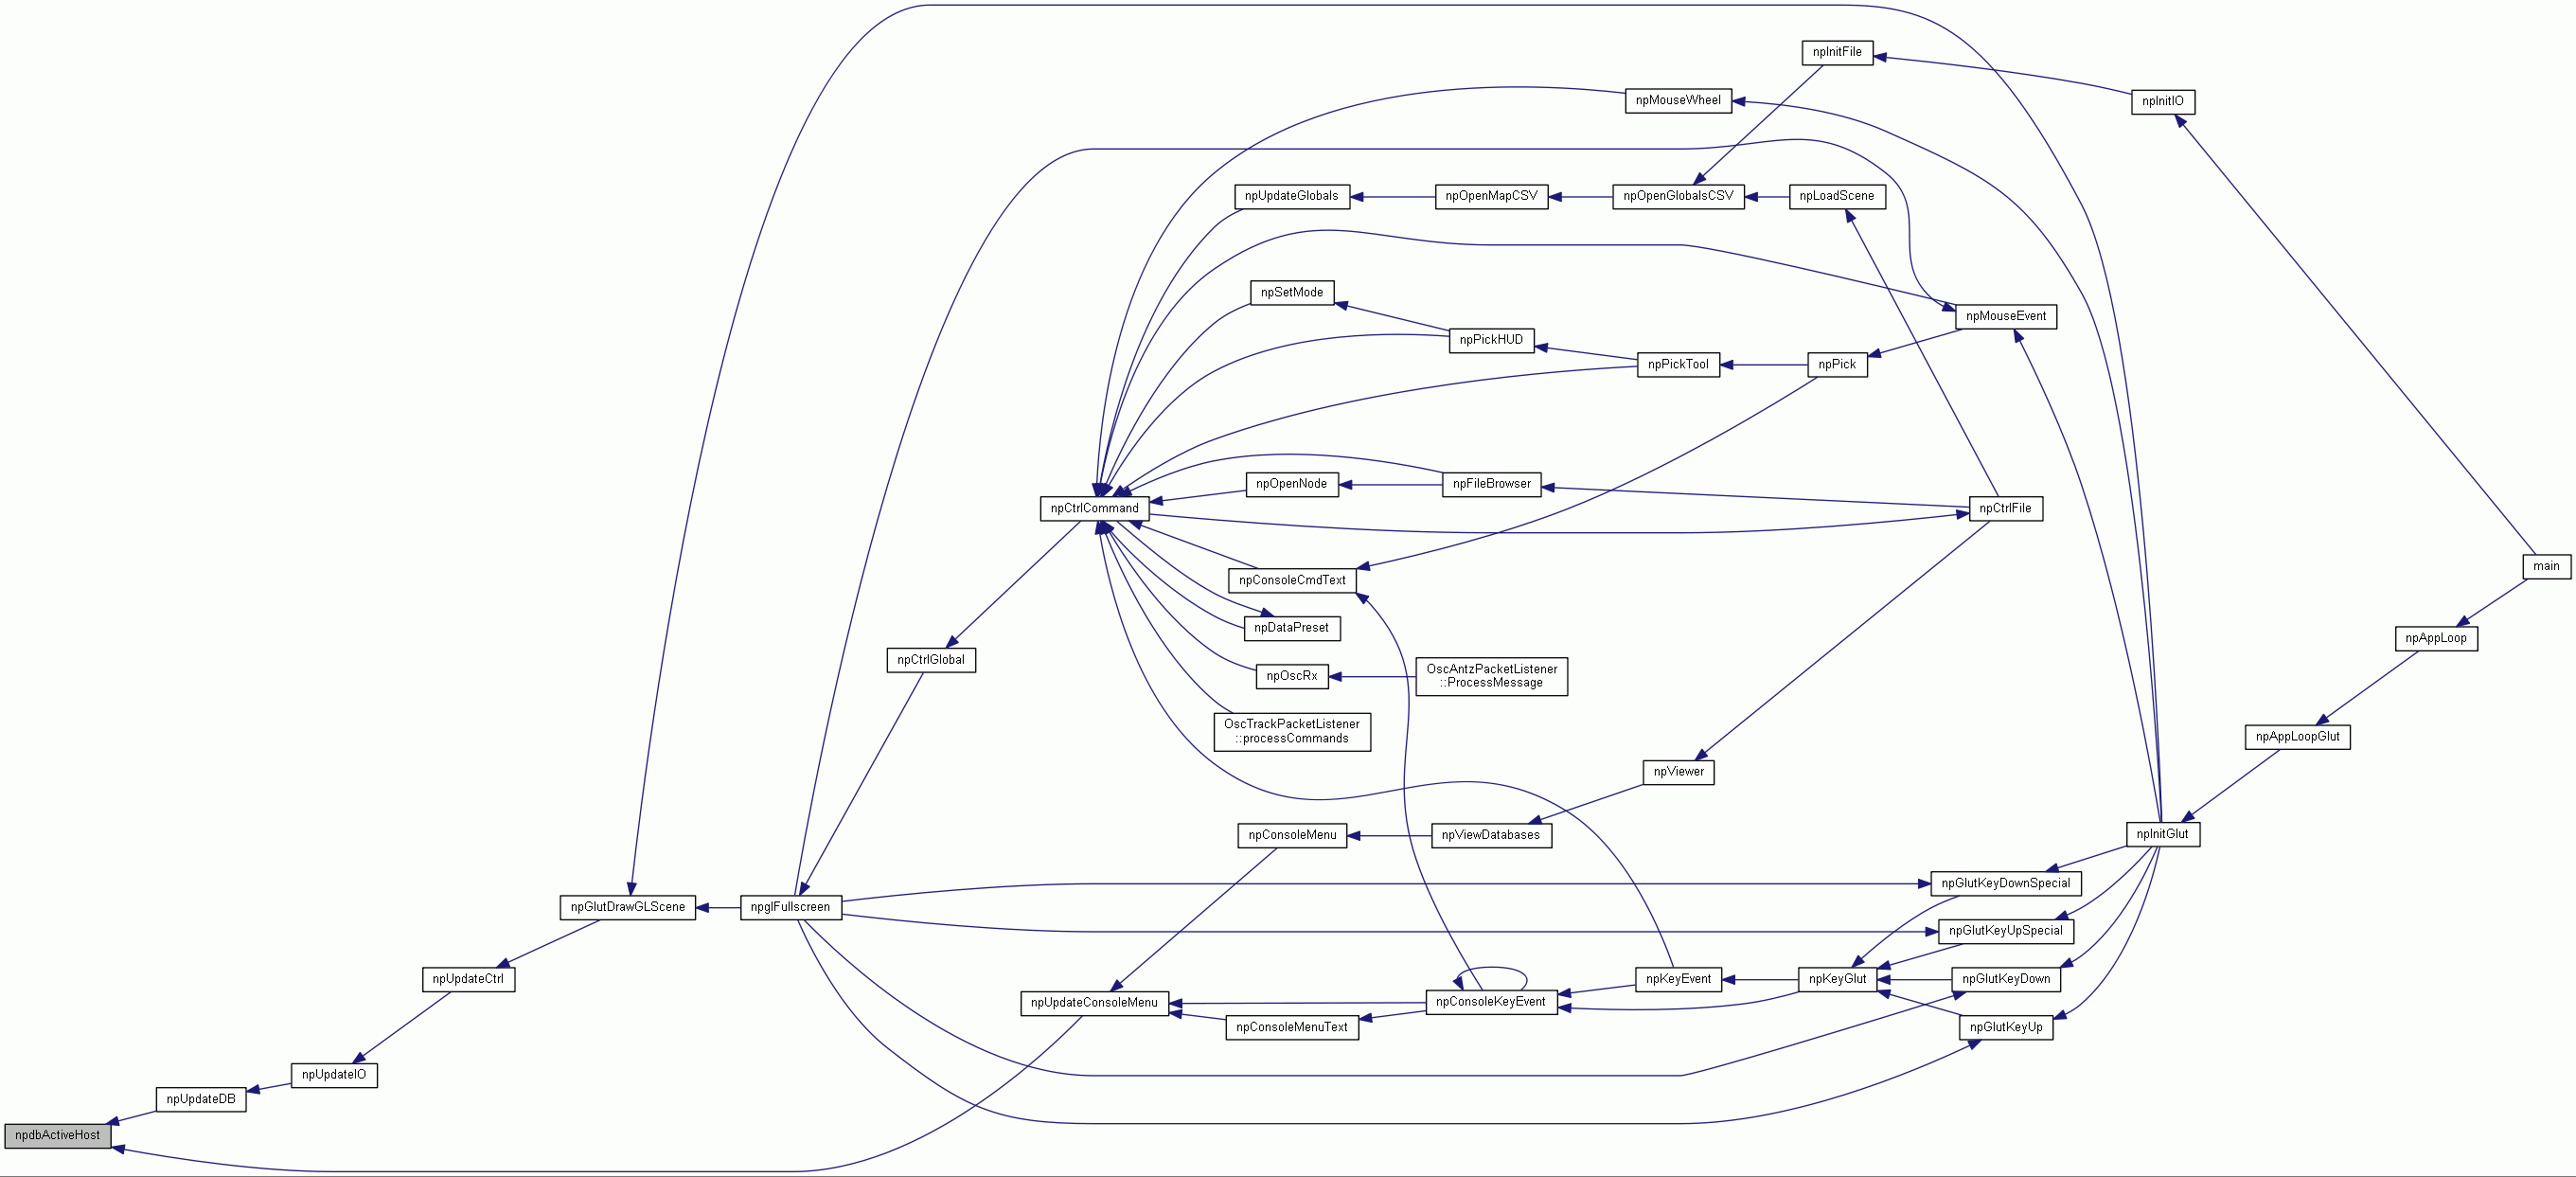 npInitFile
npInitIO
npMouseWheel
npUpdateGlobals
npOpenMapCSV
npOpenGlobalsCSV
npLoadScene
npSetMode
npMouseEvent
npPickHUD
npPickTool
npPick
npOpenNode
npFileBrowser
npCtrlCommand
npCtrlFile
main
npConsoleCmdText
npDataPreset
npAppLoop
npCtrlGlobal
npOscRx
OscAntzPacketListener
::ProcessMessage
OscTrackPacketListener
::processCommands
npAppLoopGlut
npViewer
npConsoleMenu
npViewDatabases
npInitGlut
npGlutKeyDownSpecial
npGlutDrawGLScene
npglFullscreen
npGlutKeyUpSpecial
npUpdateCtrl
npKeyEvent
npKeyGlut
npGlutKeyDown
npUpdateConsoleMenu
npConsoleKeyEvent
npConsoleMenuText
npGlutKeyUp
npUpdateIO
npUpdateDB
npdbActiveHost